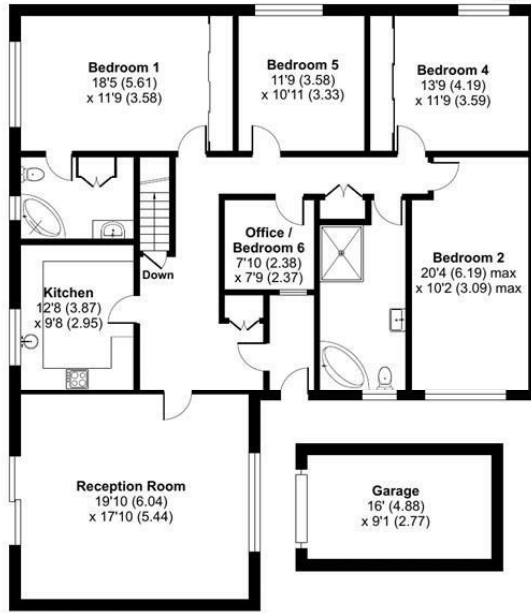 Bedroom 1
18'5 (5.61)
x 11'9 (3.58)
Bedroom 5
11'9 (3.58)
x 10'11 (3.33)
Bedroom 4
13'9 (4.19)
x 11'9 (3.59)
Office /
Bedroom 6
7'10 (2.38)
x 7'9 (2.37)
Bedroom 2
20'4 (6.19) max
x 10'2 (3.09) max
Down
Kitchen
12'8 (3.87)
x 9'8 (2.95)
Reception Room
19'10 (6.04)
x 17'10 (5.44)
Garage
16' (4.88)
x 9'1 (2.77)